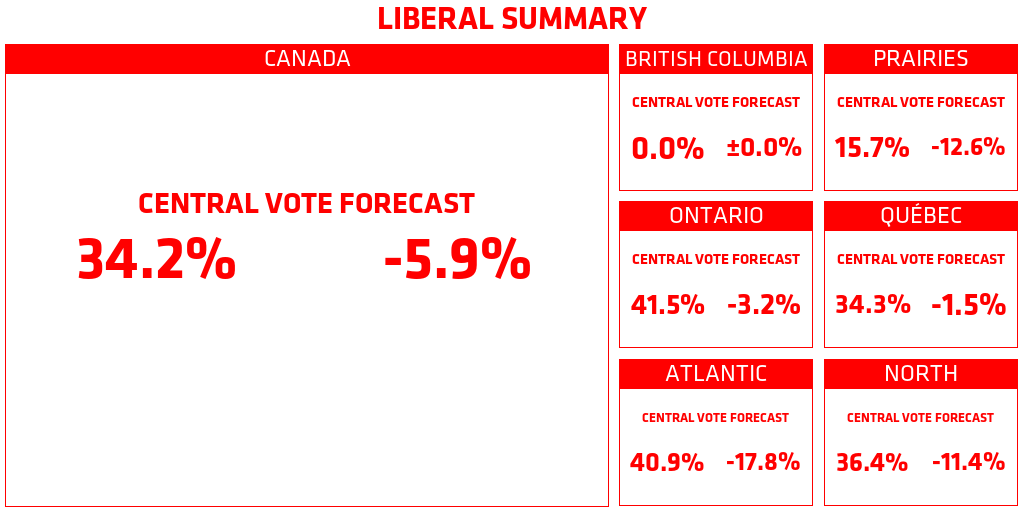 LIBERAL SUMMARY
CANADA
CENTRAL VOTE FORECAST
34.2% -5.9%
BRITISH COLUMBIA
CENTRAL VOTE FORECAST
0.0% ±0.0%
PRAIRIES
CENTRAL VOTE FORECAST
15.7% -12.6%
ONTARIO
CENTRAL VOTE FORECAST
41.5% -3.2%
QUÉBEC
CENTRAL VOTE FORECAST
34.3% -1.5%
ATLANTIC
CENTRAL VOTE FORECAST
40.9% -17.8%
NORTH
CENTRAL VOTE FORECAST
36.4% -11.4%